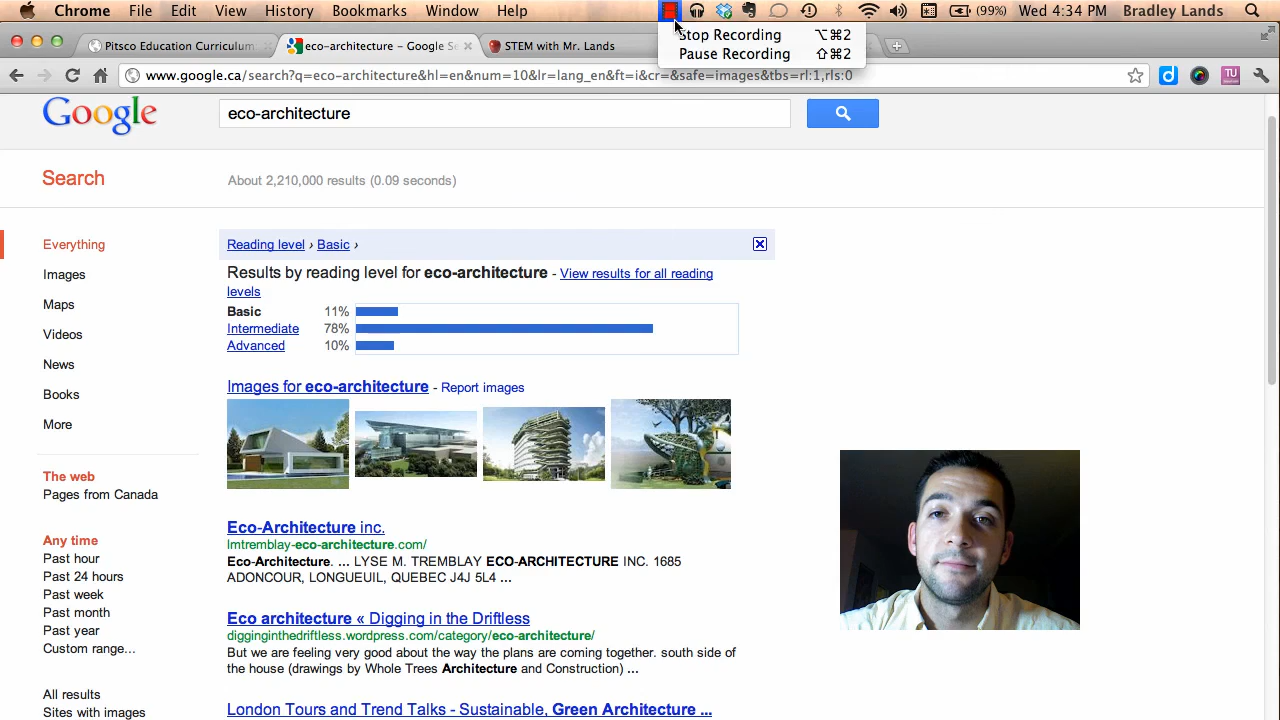 Chrome File Edit View History Bookmarks Window Help (99%) Wed 4:34 PM Bradley Lands
Stop Recording ⌥⌘2
Pause Recording ⇧⌘2
Pitsco Education Curriculum
eco-architecture - Google Se
STEM with Mr. Lands
www.google.ca/search?q=eco-architecture&hl=en&num=10&lr=lang_en&ft=i&cr=&safe=images&tbs=rl:1,rls:0
Google
eco-architecture
Search
About 2,210,000 results (0.09 seconds)
Everything
Images
Maps
Videos
News
Books
More
The web
Pages from Canada
Any time
Past hour
Past 24 hours
Past week
Past month
Past year
Custom range...
All results
Sites with images
Reading level › Basic ›
Results by reading level for eco-architecture - View results for all reading
levels
Basic 11%
Intermediate 78%
Advanced 10%
Images for eco-architecture - Report images
Eco-Architecture inc.
lmtremblay-eco-architecture.com/
Eco-Architecture. ... LYSE M. TREMBLAY ECO-ARCHITECTURE INC. 1685
ADONCOUR, LONGUEUIL, QUEBEC J4J 5L4 ...
Eco architecture « Digging in the Driftless
digginginthedriftless.wordpress.com/category/eco-architecture/
But we are feeling very good about the way the plans are coming together. south side of
the house (drawings by Whole Trees Architecture and Construction) ...
London Tours and Trend Talks - Sustainable, Green Architecture ...